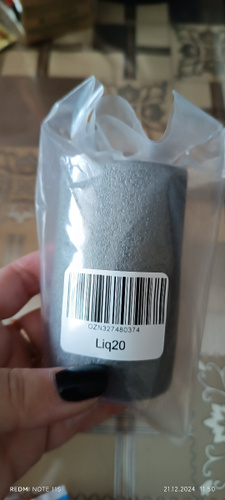 OZN327480374
Liq20
REDMI NOTE 11S
21.12.2024 11:50